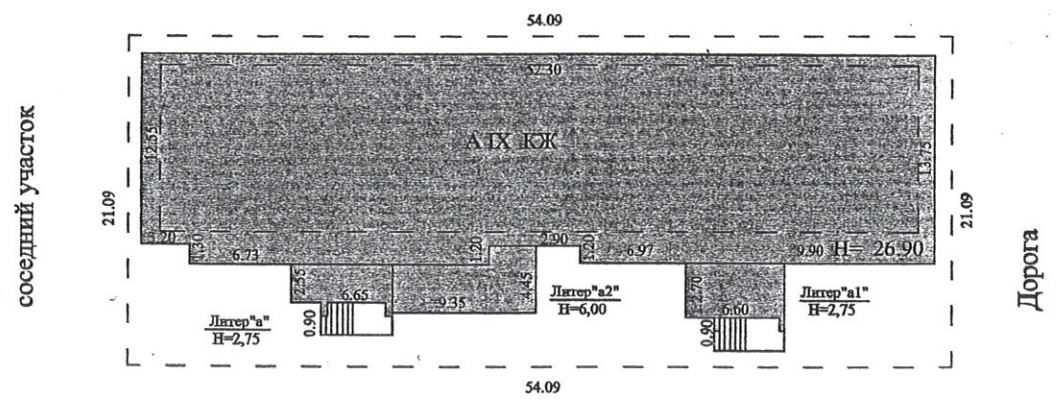 54.09
52.30
соседний участок
12.55
А IX КЖ
13.75
21.09
21.09
3.20
1.30
6.73
1.20
2.90
1.20
6.97
9.90
Н= 26.90
2.55
6.65
9.35
4.45
Литер"а2"
Н=6,00
2.70
6.60
Литер"а1"
Н=2,75
Дорога
Литер"а"
Н=2,75
0.90
0.90
54.09